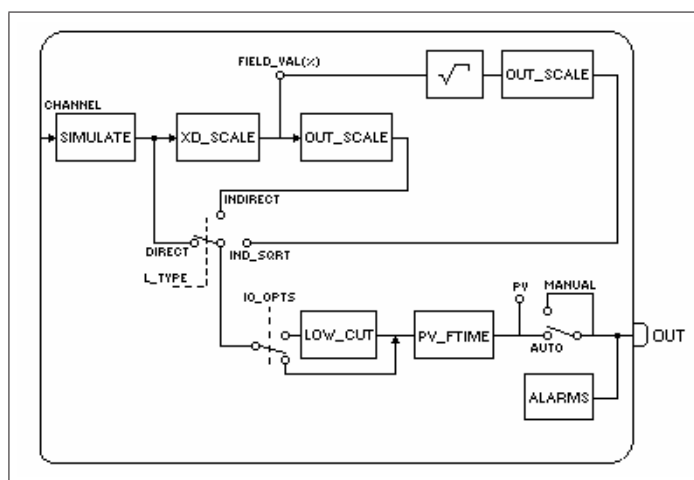 FIELD_VAL(%)
√
OUT_SCALE
CHANNEL
SIMULATE
XD_SCALE
OUT_SCALE
INDIRECT
DIRECT
IND_SQRT
L_TYPE
IO_OPTS
PV
MANUAL
LOW_CUT
PV_FTIME
AUTO
OUT
ALARMS